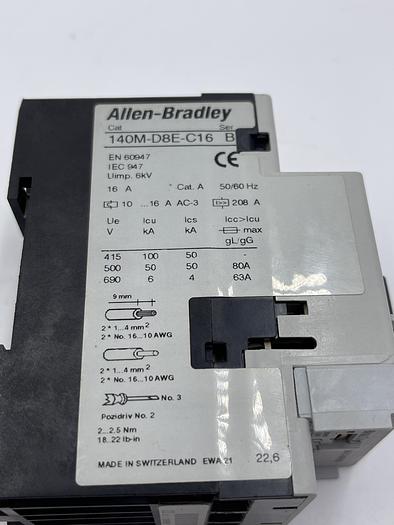 Allen-Bradley
Cat Ser
140M-D8E-C16 B
EN 60947
IEC 947
Uimp. 6kV
16 A Cat. A 50/60 Hz
10 ...16 A AC-3 208 A
Ue Icu Ics Icc>Icu
V kA kA max
gL/gG
415 100 50 -
500 50 50 80A
690 6 4 63A
9 mm
2 * 1...4 mm²
2 * No. 16...10 AWG
2 * 1...4 mm²
2 * No. 16...10 AWG
No. 3
Pozidriv No. 2
2...2.5 Nm
18..22 lb-in
MADE IN SWITZERLAND EWA 21 22,6